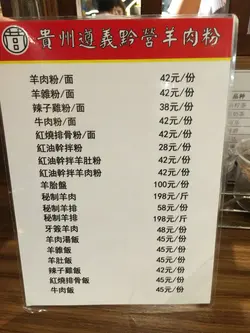 貴州遵義黔營羊肉粉
羊肉粉/面 42元/份
羊雜粉/面 42元/份
辣子雞粉/面 38元/份
牛肉粉/面 42元/份
紅燒排骨粉/面 42元/份
紅油幹拌粉 28元/份
紅油幹拌羊肚粉 42元/份
紅油幹拌羊肉粉 42元/份
羊胎盤 100元/份
秘制羊肉 198元/斤
秘制羊排 58元/份
秘制羊排 198元/斤
牙簽羊肉 48元/份
羊肉湯飯 45元/份
羊雜飯 45元/份
羊肚飯 45元/份
辣子雞飯 42元/份
紅燒排骨飯 45元/份
牛肉飯 45元/份
品种